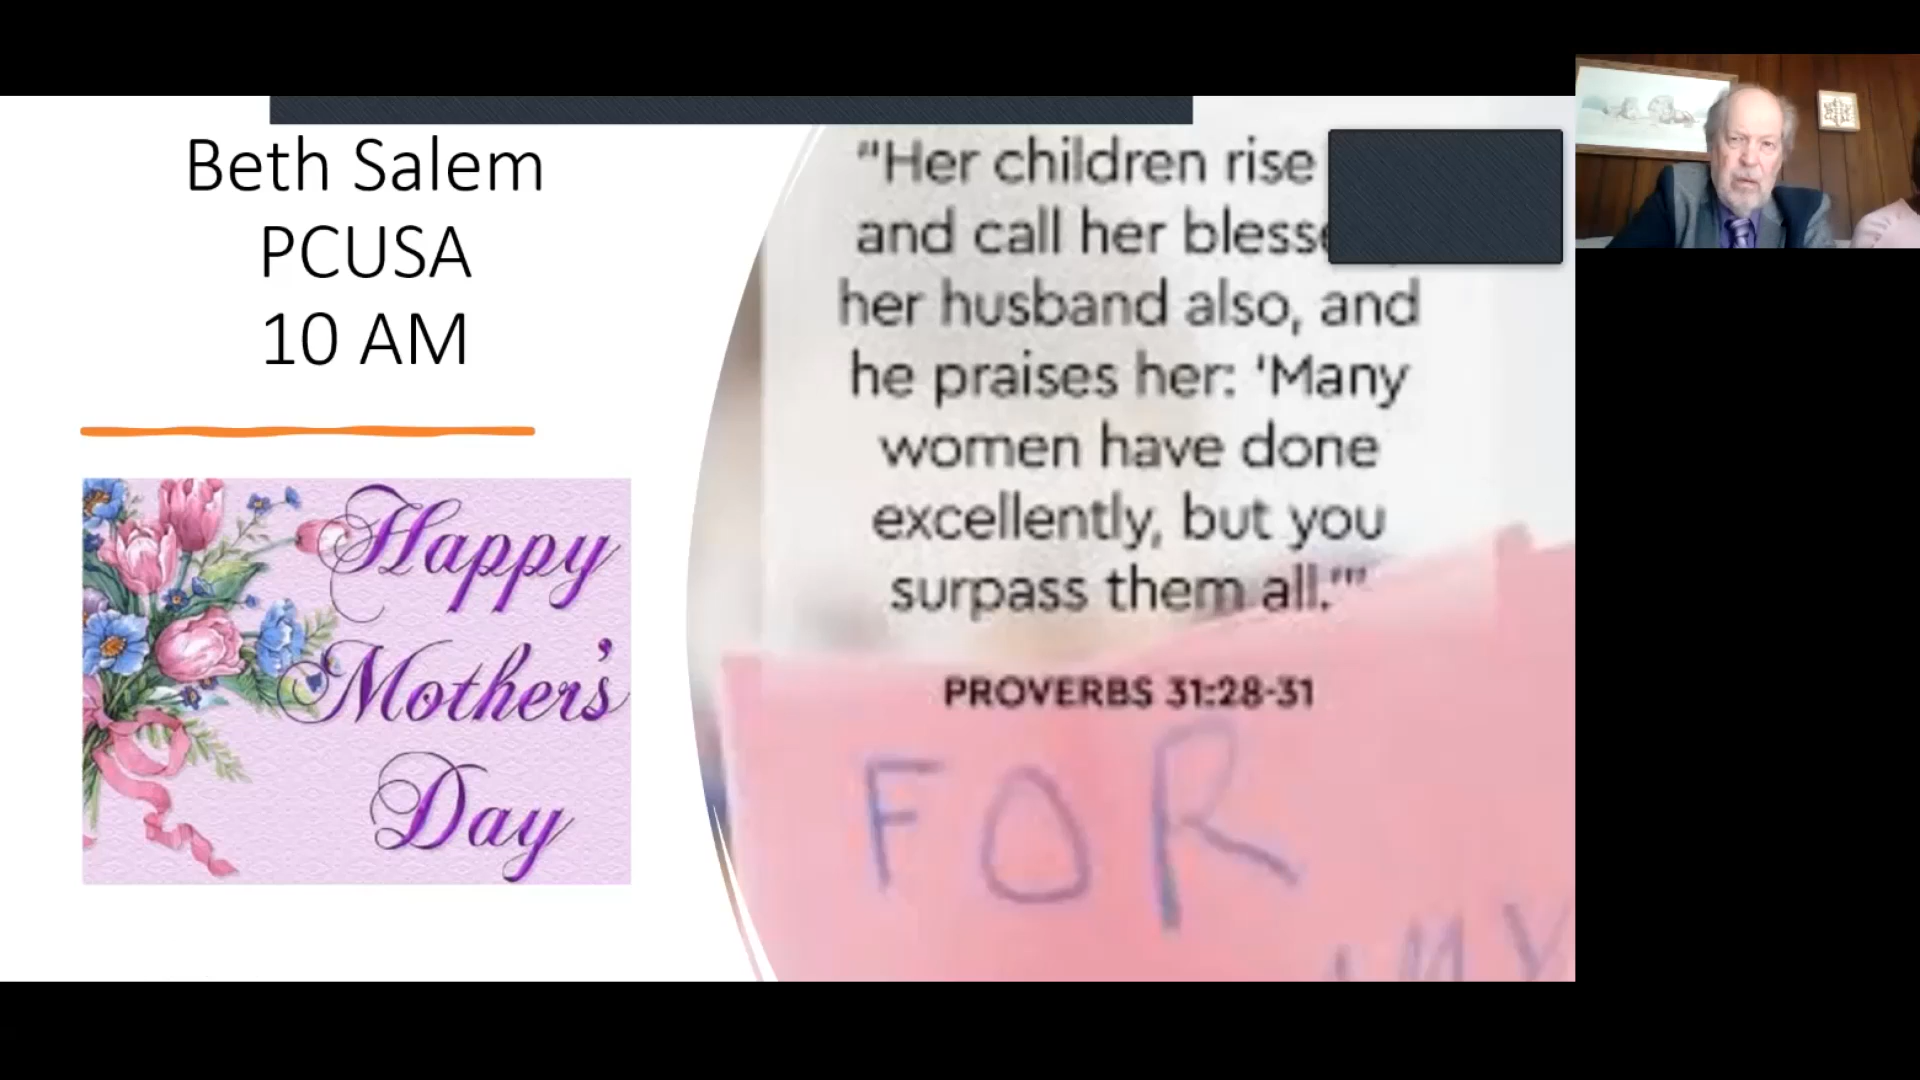 Beth Salem
PCUSA
10 AM
Happy
Mother's
Day
“Her children rise
and call her
her husband also, and
he praises her: ‘Many
women have done
excellently, but you
surpass them all.’”
PROVERBS 31:28-31
FOR
MY